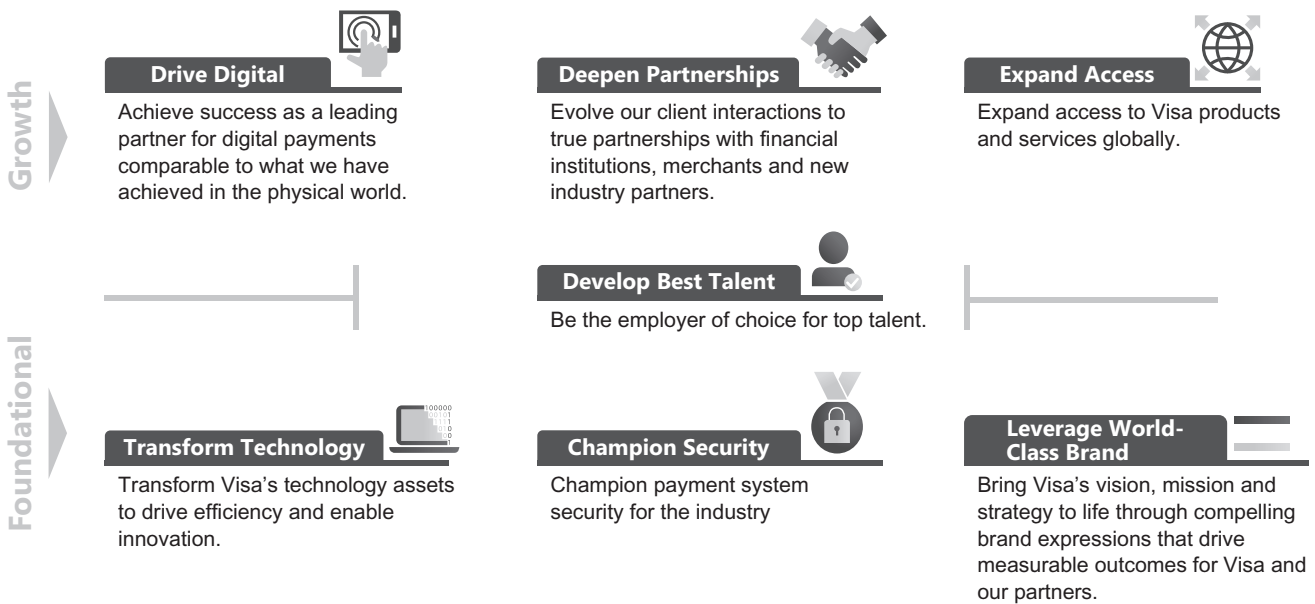 Growth
Drive Digital
Achieve success as a leading
partner for digital payments
comparable to what we have
achieved in the physical world.
Deepen Partnerships
Evolve our client interactions to
true partnerships with financial
institutions, merchants and new
industry partners.
Expand Access
Expand access to Visa products
and services globally.
Develop Best Talent
Be the employer of choice for top talent.
Foundational
Transform Technology
Transform Visa’s technology assets
to drive efficiency and enable
innovation.
Champion Security
Champion payment system
security for the industry
Leverage World-
Class Brand
Bring Visa’s vision, mission and
strategy to life through compelling
brand expressions that drive
measurable outcomes for Visa and
our partners.